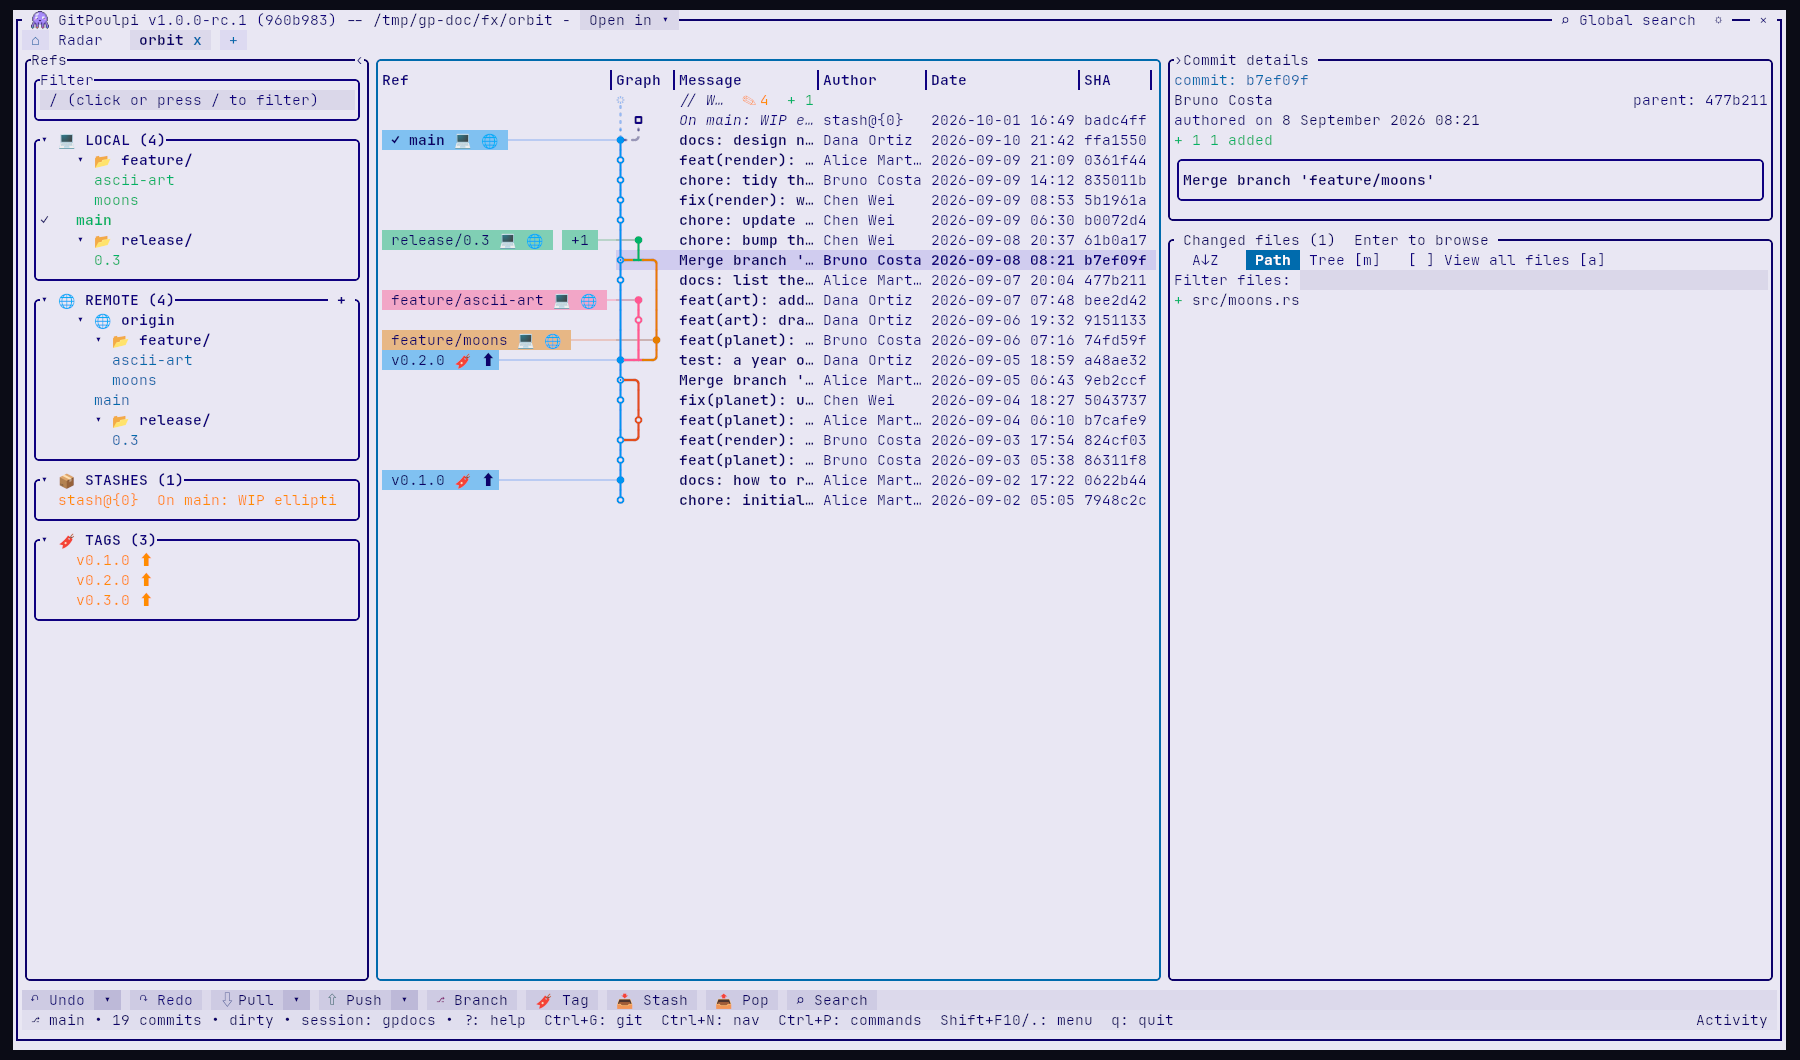 GitPoulpi v1.0.0-rc.1 (960b983) -- /tmp/gp-doc/fx/orbit - Open in ▾ ⌕ Global search ⚙ ✕
⌂ Radar orbit x +
Refs ‹
Filter
/ (click or press / to filter)
▾ LOCAL (4)
▾ feature/
ascii-art
moons
✓ main
▾ release/
0.3
▾ REMOTE (4) +
▾ origin
▾ feature/
ascii-art
moons
main
▾ release/
0.3
▾ STASHES (1)
stash@{0} On main: WIP ellipti
▾ TAGS (3)
v0.1.0 ⬆
v0.2.0 ⬆
v0.3.0 ⬆
Ref Graph Message Author Date SHA
// W… ✎ 4 + 1
On main: WIP e… stash@{0} 2026-10-01 16:49 badc4ff
✓ main docs: design n… Dana Ortiz 2026-09-10 21:42 ffa1550
feat(render): … Alice Mart… 2026-09-09 21:09 0361f44
chore: tidy th… Bruno Costa 2026-09-09 14:12 835011b
fix(render): w… Chen Wei 2026-09-09 08:53 5b1961a
chore: update … Chen Wei 2026-09-09 06:30 b0072d4
release/0.3 +1 chore: bump th… Chen Wei 2026-09-08 20:37 61b0a17
Merge branch '… Bruno Costa 2026-09-08 08:21 b7ef09f
docs: list the… Alice Mart… 2026-09-07 20:04 477b211
feature/ascii-art feat(art): add… Dana Ortiz 2026-09-07 07:48 bee2d42
feat(art): dra… Dana Ortiz 2026-09-06 19:32 9151133
feature/moons feat(planet): … Bruno Costa 2026-09-06 07:16 74fd59f
v0.2.0 ⬆ test: a year o… Dana Ortiz 2026-09-05 18:59 a48ae32
Merge branch '… Alice Mart… 2026-09-05 06:43 9eb2ccf
fix(planet): u… Chen Wei 2026-09-04 18:27 5043737
feat(planet): … Alice Mart… 2026-09-04 06:10 b7cafe9
feat(render): … Bruno Costa 2026-09-03 17:54 824cf03
feat(planet): … Bruno Costa 2026-09-03 05:38 86311f8
v0.1.0 ⬆ docs: how to r… Alice Mart… 2026-09-02 17:22 0622b44
chore: initial… Alice Mart… 2026-09-02 05:05 7948c2c
›Commit details
commit: b7ef09f
Bruno Costa parent: 477b211
authored on 8 September 2026 08:21
+ 1 1 added
Merge branch 'feature/moons'
Changed files (1) Enter to browse
A↓Z Path Tree [m] [ ] View all files [a]
Filter files:
+ src/moons.rs
↶ Undo ▾ ↷ Redo ⇩ Pull ▾ ⇧ Push ▾ ⎇ Branch Tag Stash Pop ⌕ Search
⎇ main • 19 commits • dirty • session: gpdocs • ?: help Ctrl+G: git Ctrl+N: nav Ctrl+P: commands Shift+F10/.: menu q: quit Activity